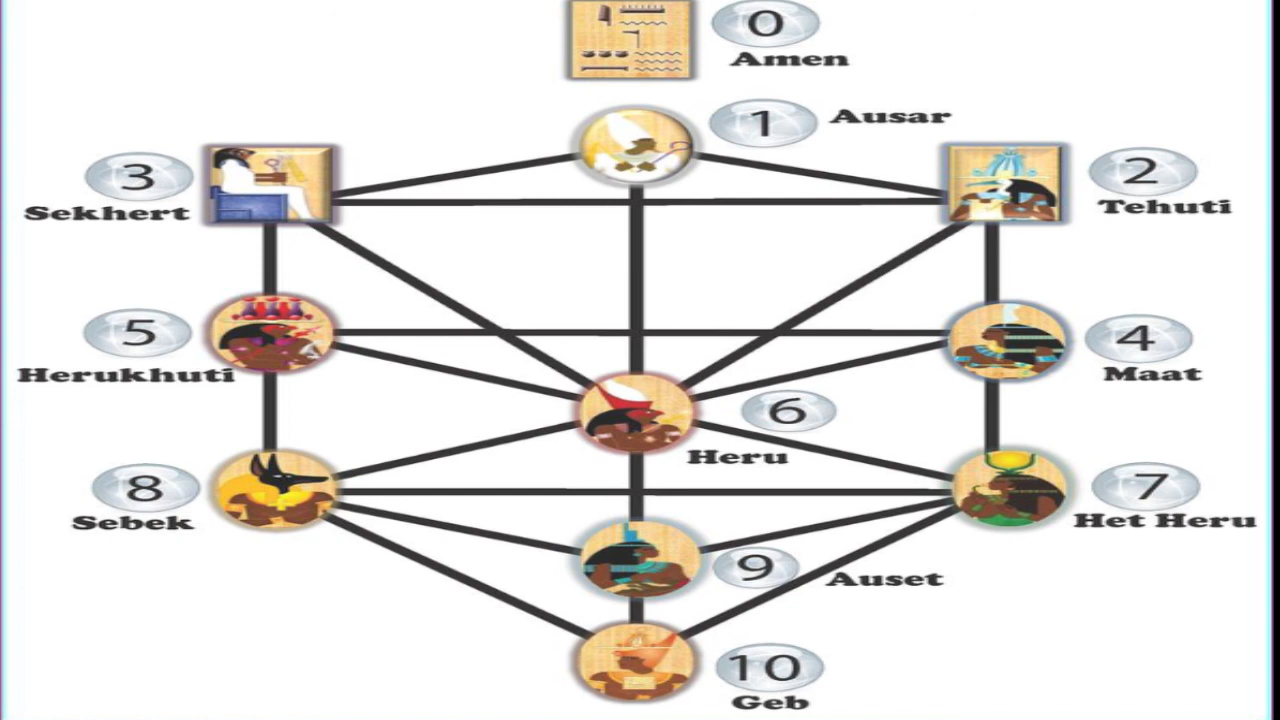 0
Amen
1
Ausar
3
Sekhert
2
Tehuti
5
Herukhuti
4
Maat
6
Heru
8
Sebek
7
Het Heru
9
Auset
10
Geb